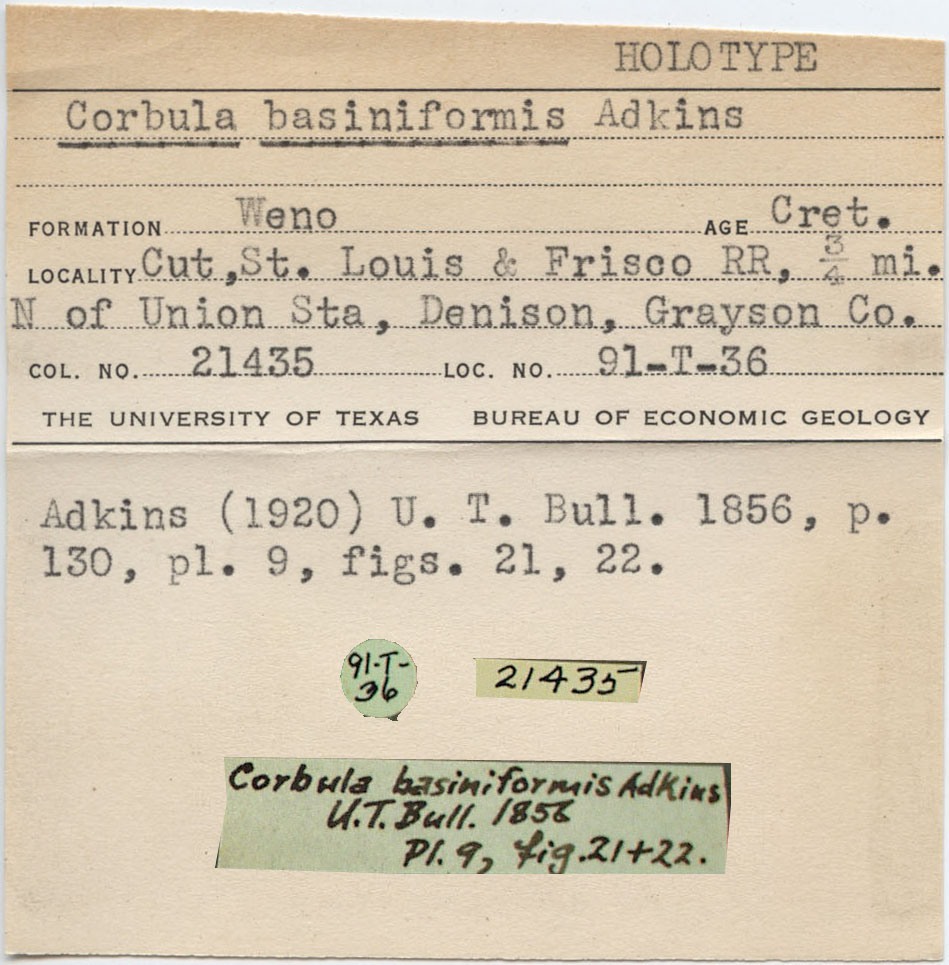 HOLOTYPE
Corbula basiniformis Adkins
FORMATION Weno AGE Cret.
LOCALITY Cut, St. Louis & Frisco RR, 3/4 mi.
N of Union Sta, Denison, Grayson Co.
COL. NO. 21435 LOC. NO. 91-T-36
THE UNIVERSITY OF TEXAS BUREAU OF ECONOMIC GEOLOGY
Adkins (1920) U. T. Bull. 1856, p.
130, pl. 9, figs. 21, 22.
91-T-
36
21435
Corbula basiniformis Adkins
U.T. Bull. 1856
Pl. 9, fig. 21+22.